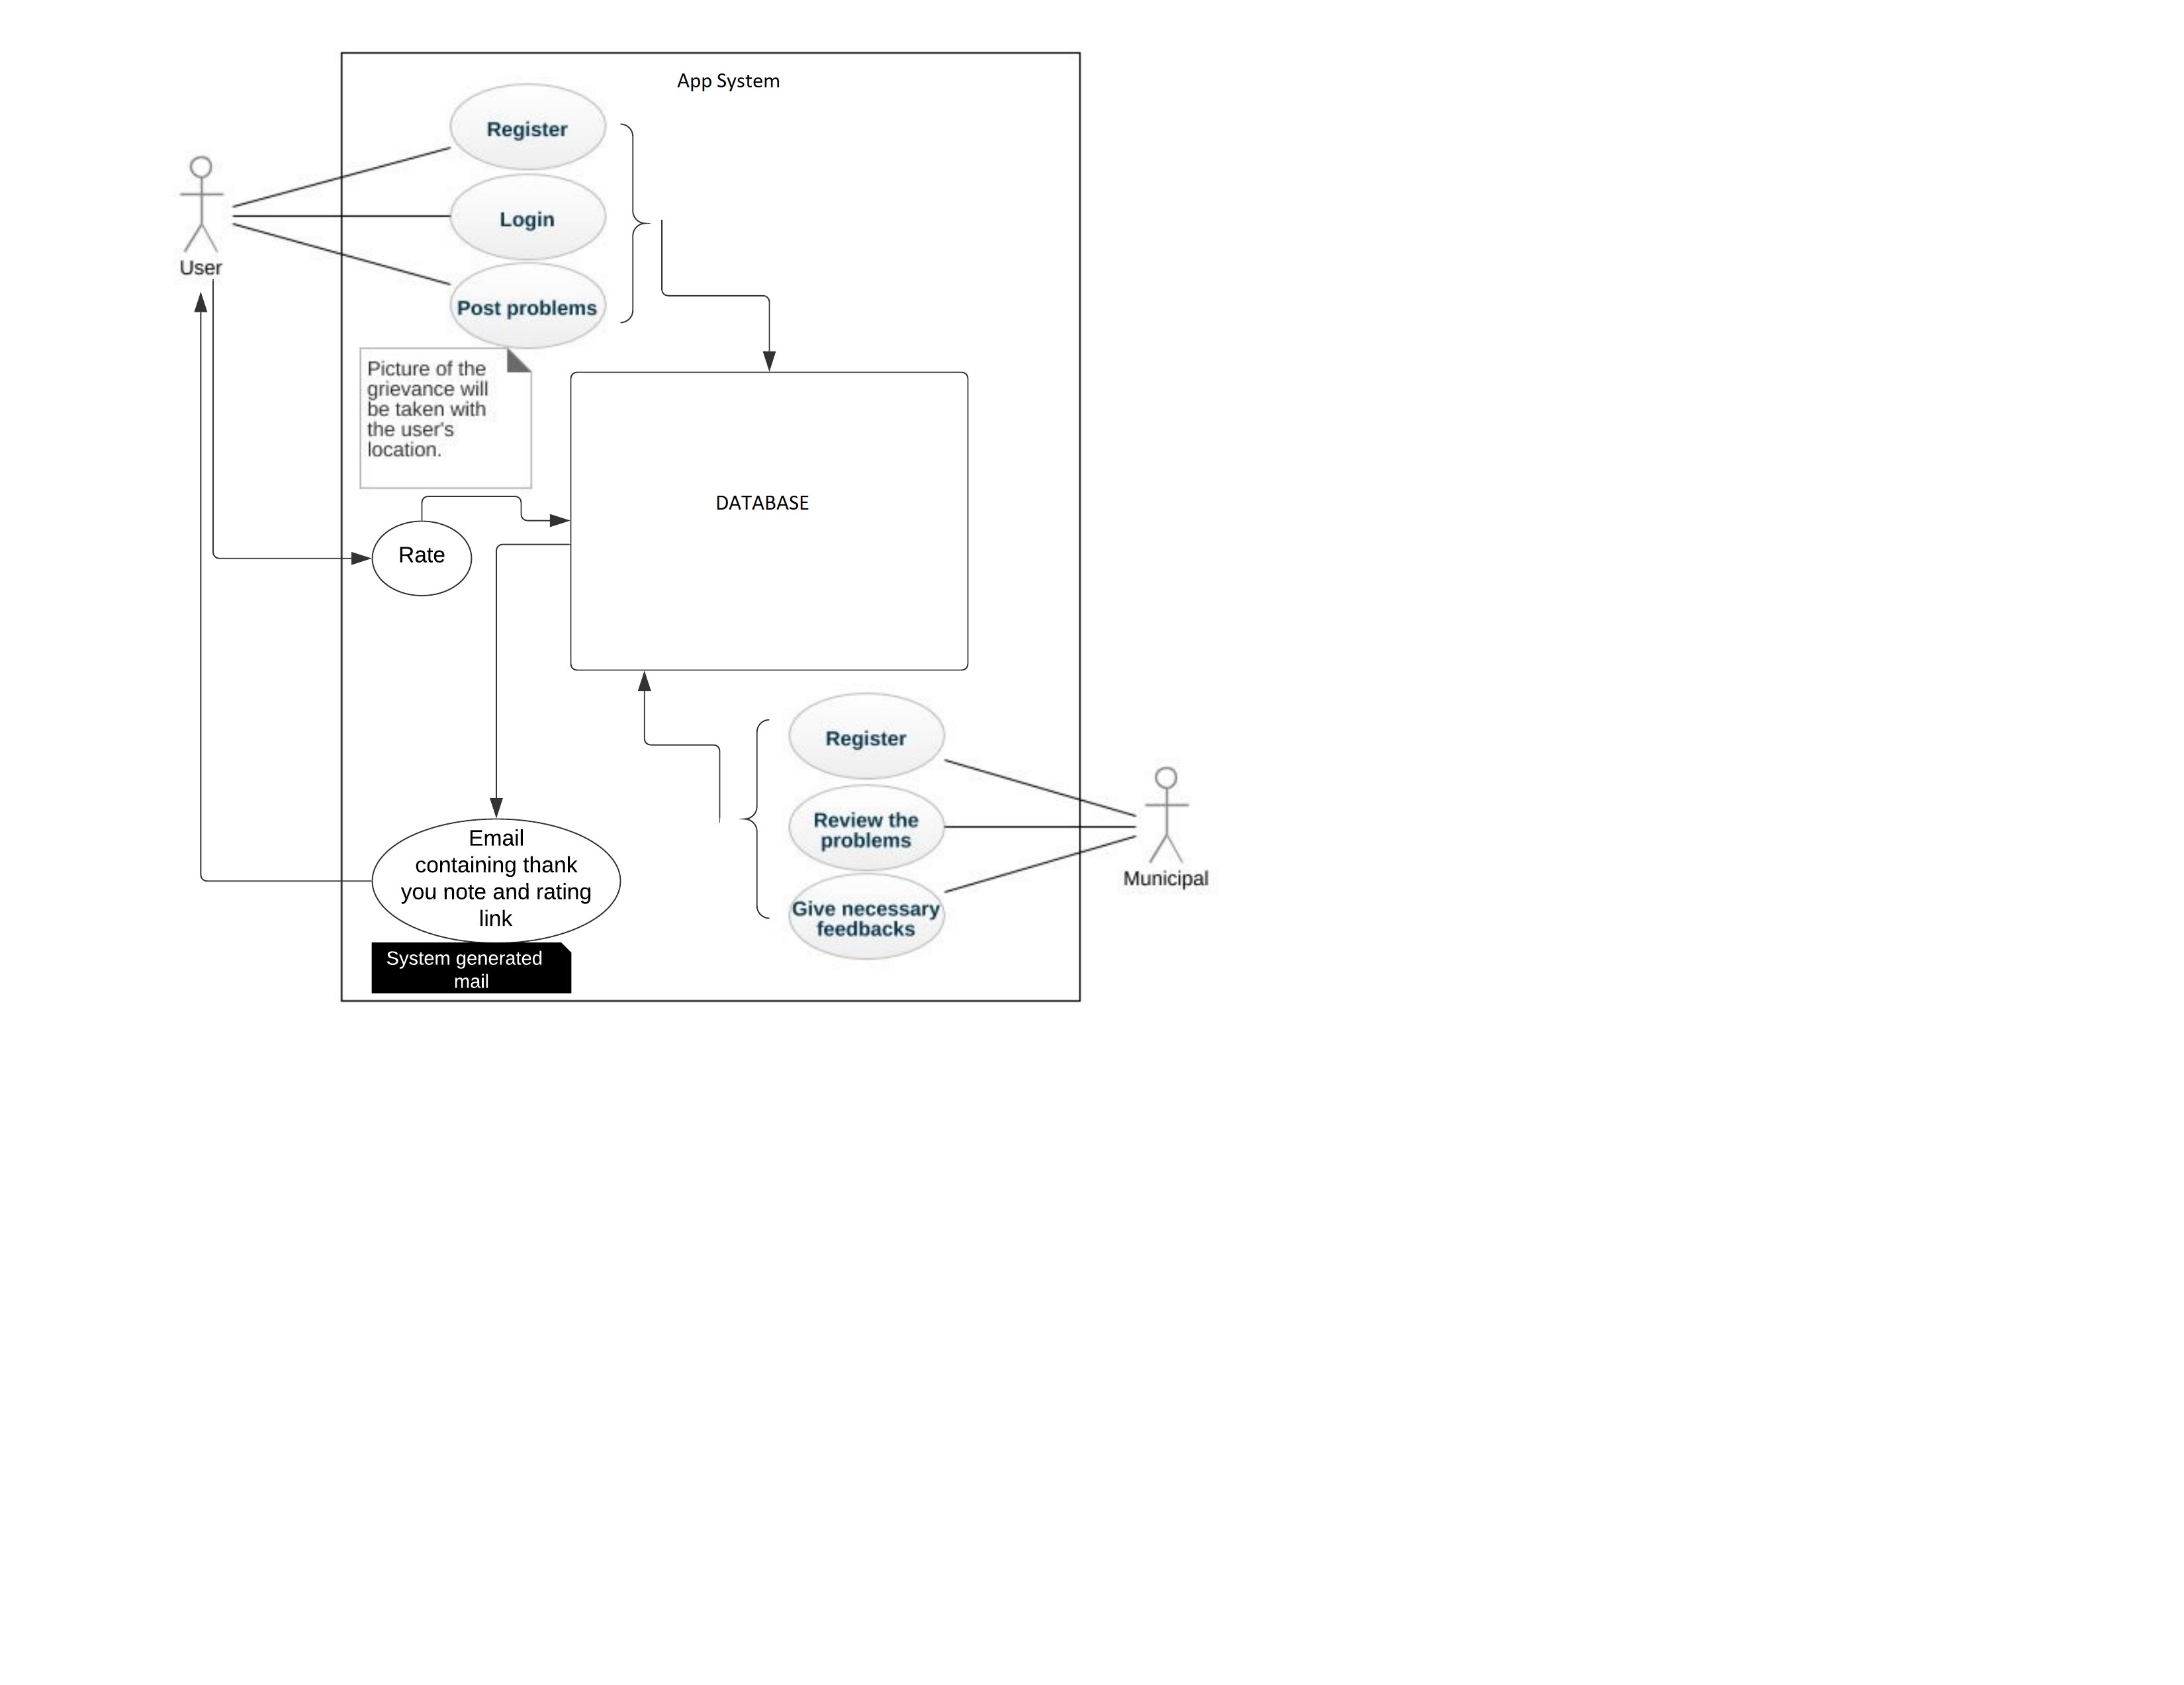 App System
Register
Login
Post problems
User
Picture of the
grievance will
be taken with
the user's
location.
DATABASE
Rate
Register
Review the
problems
Give necessary
feedbacks
Municipal
Email
containing thank
you note and rating
link
System generated
mail